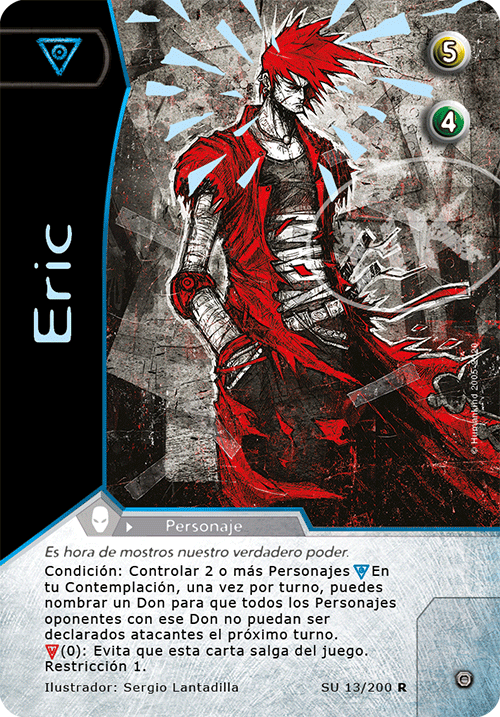 5
4
Eric
© Humankind 2005-2020
Personaje
Es hora de mostros nuestro verdadero poder.
Condición: Controlar 2 o más Personajes En
tu Contemplación, una vez por turno, puedes
nombrar un Don para que todos los Personajes
oponentes con ese Don no puedan ser
declarados atacantes el próximo turno.
(0): Evita que esta carta salga del juego.
Restricción 1.
Ilustrador: Sergio Lantadilla SU 13/200 R